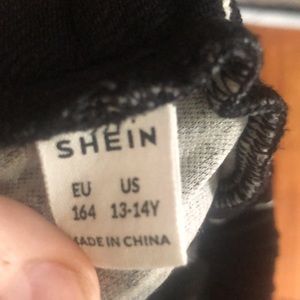 SHEIN
EU US
164 13-14Y
MADE IN CHINA